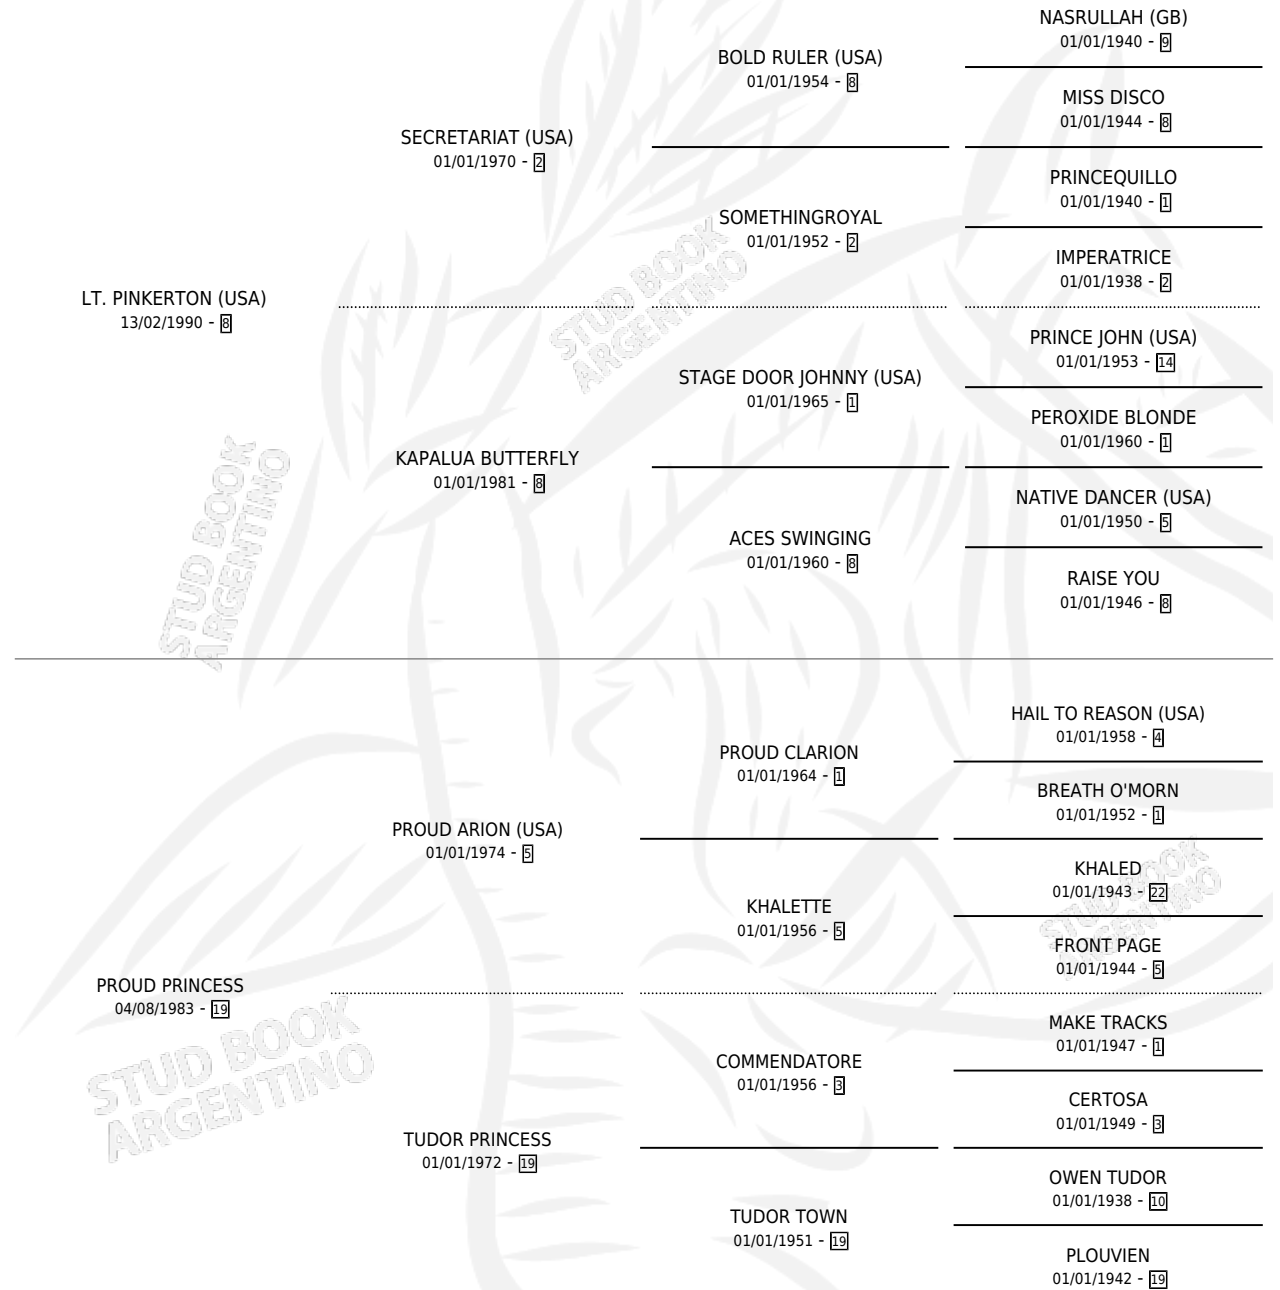 NASRULLAH (GB)
01/01/1940 - 9
BOLD RULER (USA)
01/01/1954 - 8
MISS DISCO
01/01/1944 - 8
SECRETARIAT (USA)
01/01/1970 - 2
PRINCEQUILLO
01/01/1940 - 1
SOMETHINGROYAL
01/01/1952 - 2
IMPERATRICE
01/01/1938 - 2
LT. PINKERTON (USA)
13/02/1990 - 8
STUD BOOK
ARGENTINO
PRINCE JOHN (USA)
01/01/1953 - 14
STAGE DOOR JOHNNY (USA)
01/01/1965 - 1
PEROXIDE BLONDE
01/01/1960 - 1
KAPALUA BUTTERFLY
01/01/1981 - 8
NATIVE DANCER (USA)
01/01/1950 - 5
ACES SWINGING
01/01/1960 - 8
RAISE YOU
01/01/1946 - 8
STUD BOOK
ARGENTINO
HAIL TO REASON (USA)
01/01/1958 - 4
PROUD CLARION
01/01/1964 - 1
BREATH O'MORN
01/01/1952 - 1
PROUD ARION (USA)
01/01/1974 - 5
KHALED
01/01/1943 - 22
KHALETTE
01/01/1956 - 5
STUD BOOK
ARGENTINO
FRONT PAGE
01/01/1944 - 5
PROUD PRINCESS
04/08/1983 - 19
MAKE TRACKS
01/01/1947 - 1
COMMENDATORE
01/01/1956 - 3
STUD BOOK
ARGENTINO
CERTOSA
01/01/1949 - 3
TUDOR PRINCESS
01/01/1972 - 19
OWEN TUDOR
01/01/1938 - 10
TUDOR TOWN
01/01/1951 - 19
PLOUVIEN
01/01/1942 - 19